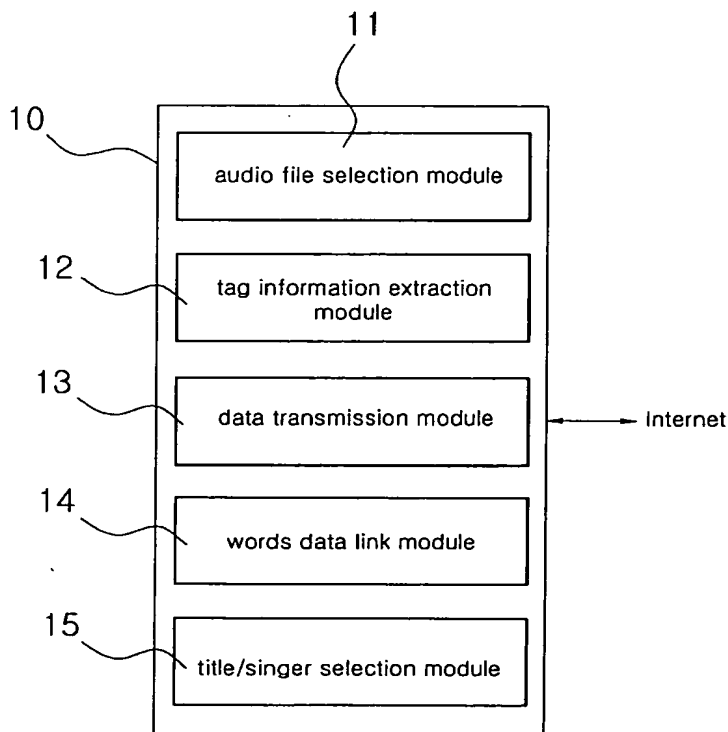 11
10
audio file selection module
12
tag information extraction
module
13
data transmission module
Internet
14
words data link module
15
title/singer selection module